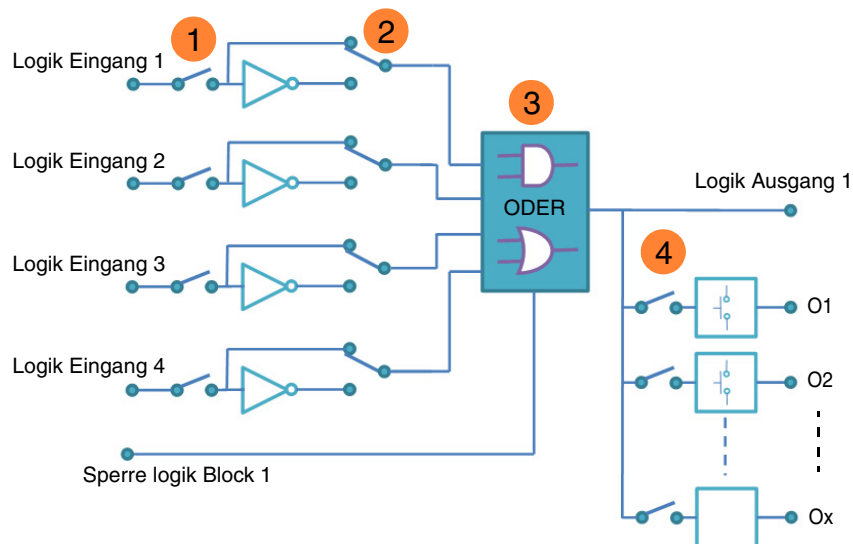 1
2
Logik Eingang 1
3
Logik Eingang 2
ODER
Logik Ausgang 1
Logik Eingang 3
4
O1
Logik Eingang 4
O2
Sperre logik Block 1
Ox